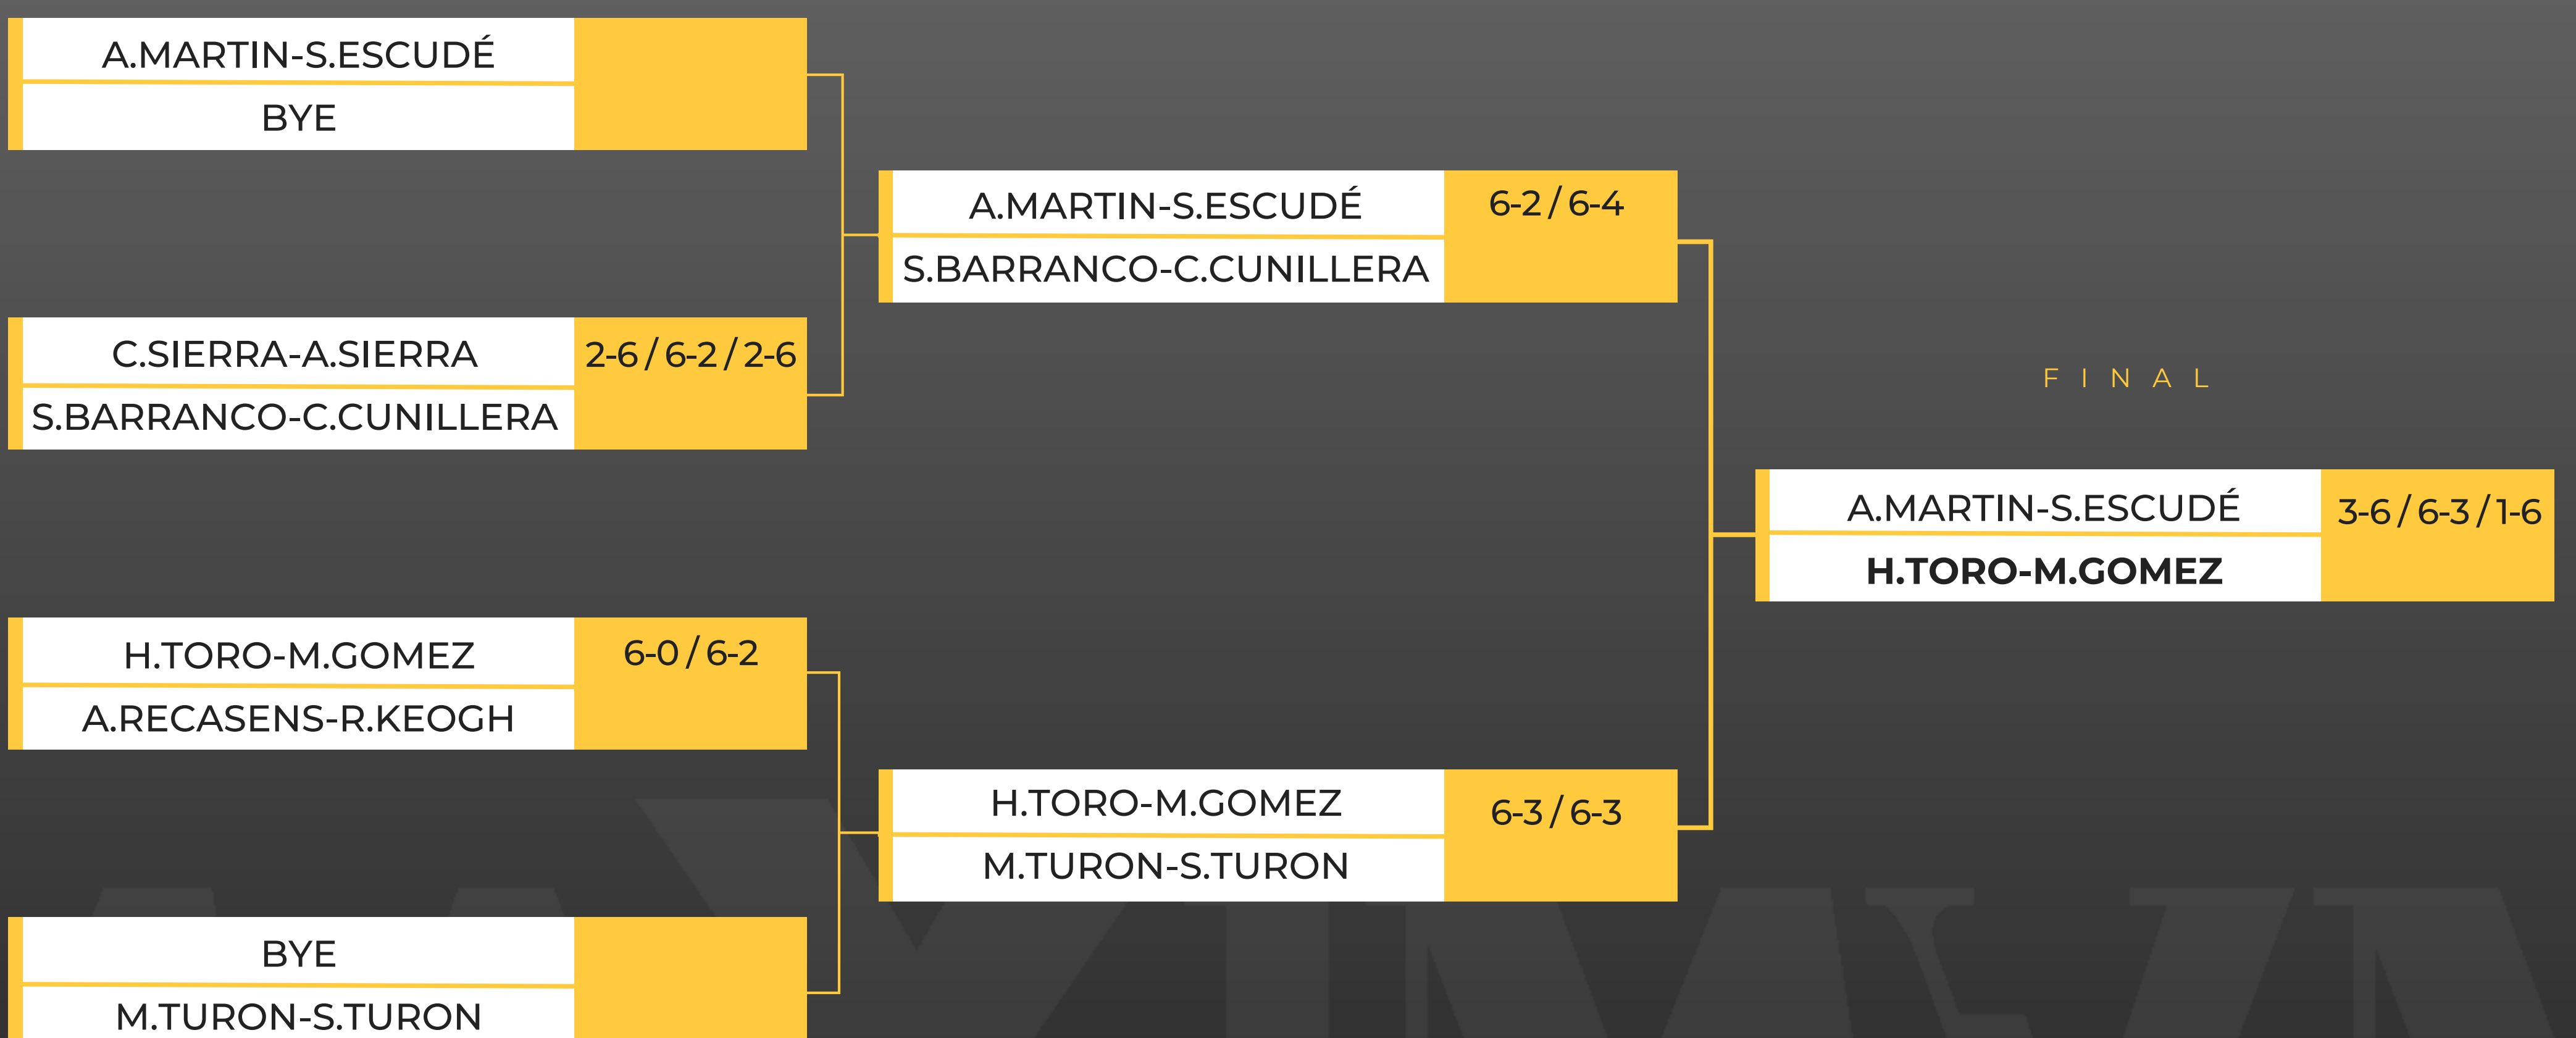 A.MARTIN-S.ESCUDÉ
BYE
C.SIERRA-A.SIERRA 2-6 / 6-2 / 2-6
S.BARRANCO-C.CUNILLERA
H.TORO-M.GOMEZ 6-0 / 6-2
A.RECASENS-R.KEOGH
BYE
M.TURON-S.TURON
A.MARTIN-S.ESCUDÉ 6-2 / 6-4
S.BARRANCO-C.CUNILLERA
H.TORO-M.GOMEZ 6-3 / 6-3
M.TURON-S.TURON
FINAL
A.MARTIN-S.ESCUDÉ 3-6 / 6-3 / 1-6
H.TORO-M.GOMEZ